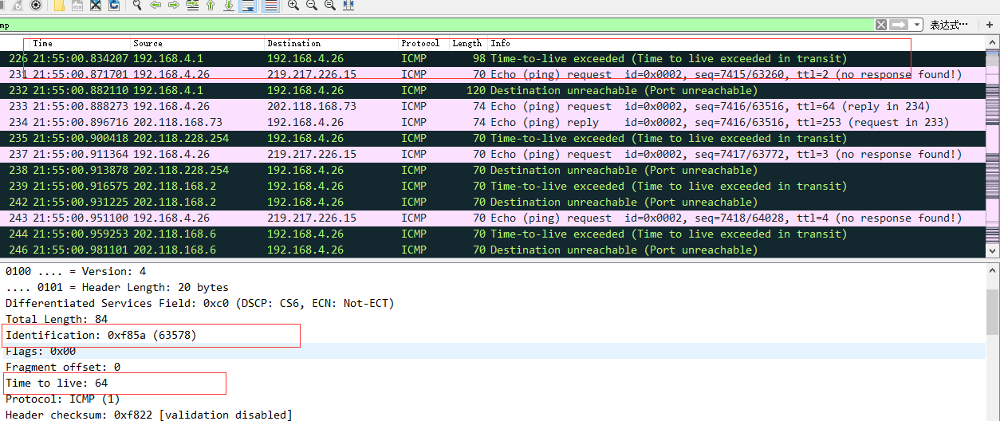 mp 表达式… +
Time Source Destination Protocol Length Info
226 21:55:00.834207 192.168.4.1 192.168.4.26 ICMP 98 Time-to-live exceeded (Time to live exceeded in transit)
231 21:55:00.871701 192.168.4.26 219.217.226.15 ICMP 70 Echo (ping) request id=0x0002, seq=7415/63260, ttl=2 (no response found!)
232 21:55:00.882110 192.168.4.1 192.168.4.26 ICMP 120 Destination unreachable (Port unreachable)
233 21:55:00.888273 192.168.4.26 202.118.168.73 ICMP 74 Echo (ping) request id=0x0002, seq=7416/63516, ttl=64 (reply in 234)
234 21:55:00.896716 202.118.168.73 192.168.4.26 ICMP 74 Echo (ping) reply id=0x0002, seq=7416/63516, ttl=253 (request in 233)
235 21:55:00.900418 202.118.228.254 192.168.4.26 ICMP 70 Time-to-live exceeded (Time to live exceeded in transit)
237 21:55:00.911364 192.168.4.26 219.217.226.15 ICMP 70 Echo (ping) request id=0x0002, seq=7417/63772, ttl=3 (no response found!)
238 21:55:00.913878 202.118.228.254 192.168.4.26 ICMP 70 Destination unreachable (Port unreachable)
239 21:55:00.916575 202.118.168.2 192.168.4.26 ICMP 70 Time-to-live exceeded (Time to live exceeded in transit)
242 21:55:00.931225 202.118.168.2 192.168.4.26 ICMP 70 Destination unreachable (Port unreachable)
243 21:55:00.951100 192.168.4.26 219.217.226.15 ICMP 70 Echo (ping) request id=0x0002, seq=7418/64028, ttl=4 (no response found!)
244 21:55:00.959253 202.118.168.6 192.168.4.26 ICMP 70 Time-to-live exceeded (Time to live exceeded in transit)
246 21:55:00.981101 202.118.168.6 192.168.4.26 ICMP 70 Destination unreachable (Port unreachable)
0100 .... = Version: 4
.... 0101 = Header Length: 20 bytes
Differentiated Services Field: 0xc0 (DSCP: CS6, ECN: Not-ECT)
Total Length: 84
Identification: 0xf85a (63578)
Flags: 0x00
Fragment offset: 0
Time to live: 64
Protocol: ICMP (1)
Header checksum: 0xf822 [validation disabled]